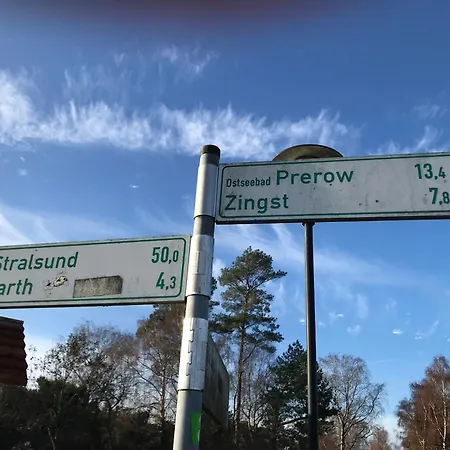 Ostseebad Prerow 13,4
Zingst 7,8
Stralsund 50,0
arth 4,3